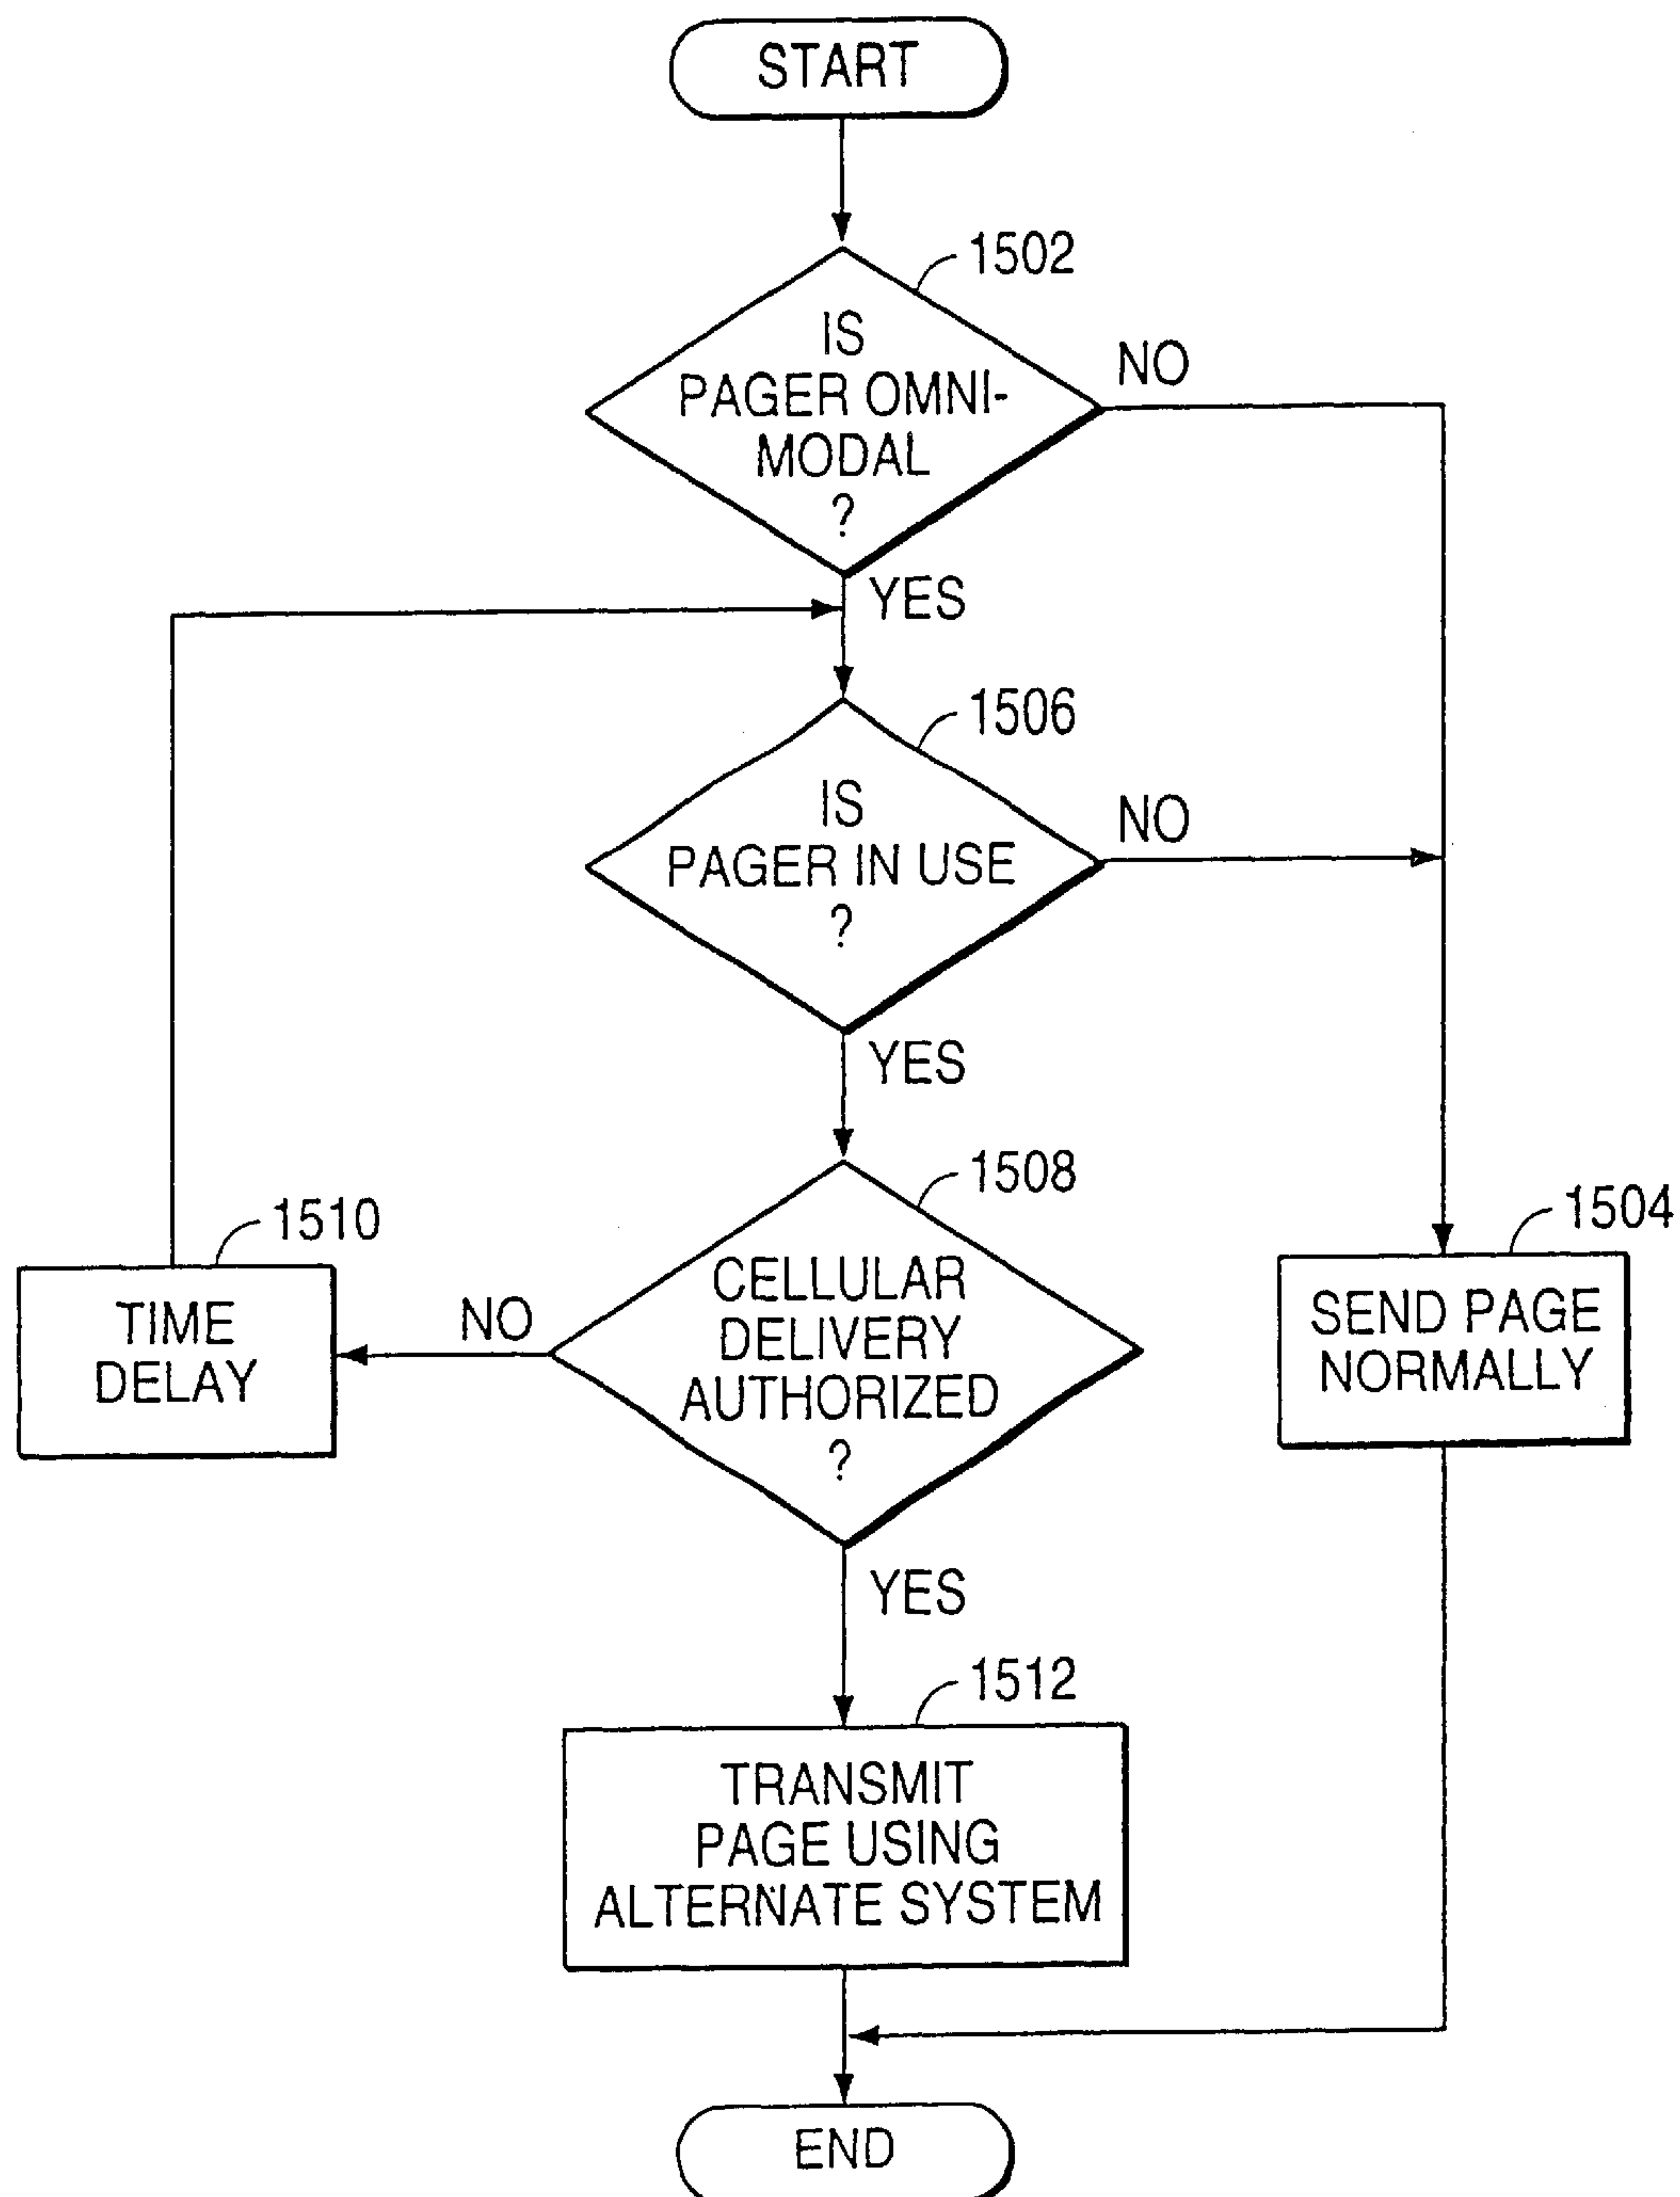 START
1502
IS
PAGER OMNI-
MODAL
?
NO
YES
1506
IS
PAGER IN USE
?
NO
YES
1508
CELLULAR
DELIVERY
AUTHORIZED
?
NO
1510
TIME
DELAY
1504
SEND PAGE
NORMALLY
YES
1512
TRANSMIT
PAGE USING
ALTERNATE SYSTEM
END